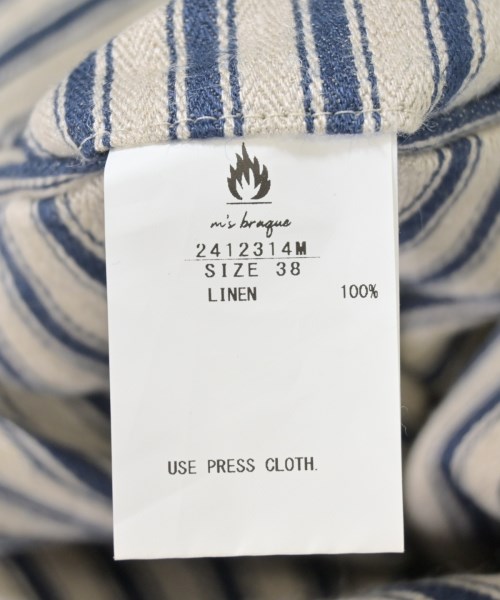 m's braque
2412314M
SIZE 38
LINEN 100%
USE PRESS CLOTH.